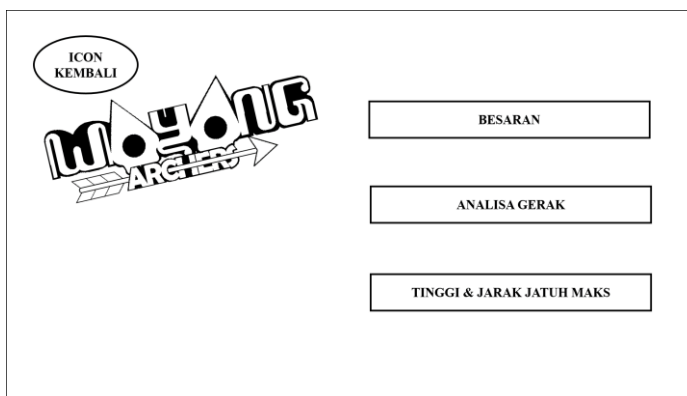 ICON
KEMBALI
WAYANG
ARCHERS
BESARAN
ANALISA GERAK
TINGGI & JARAK JATUH MAKS